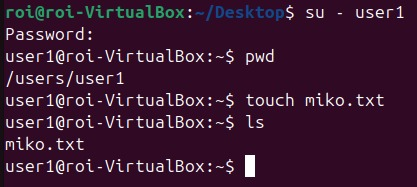 roi@roi-VirtualBox:~/Desktop$ su - user1
Password:
user1@roi-VirtualBox:~$ pwd
/users/user1
user1@roi-VirtualBox:~$ touch miko.txt
user1@roi-VirtualBox:~$ ls
miko.txt
user1@roi-VirtualBox:~$